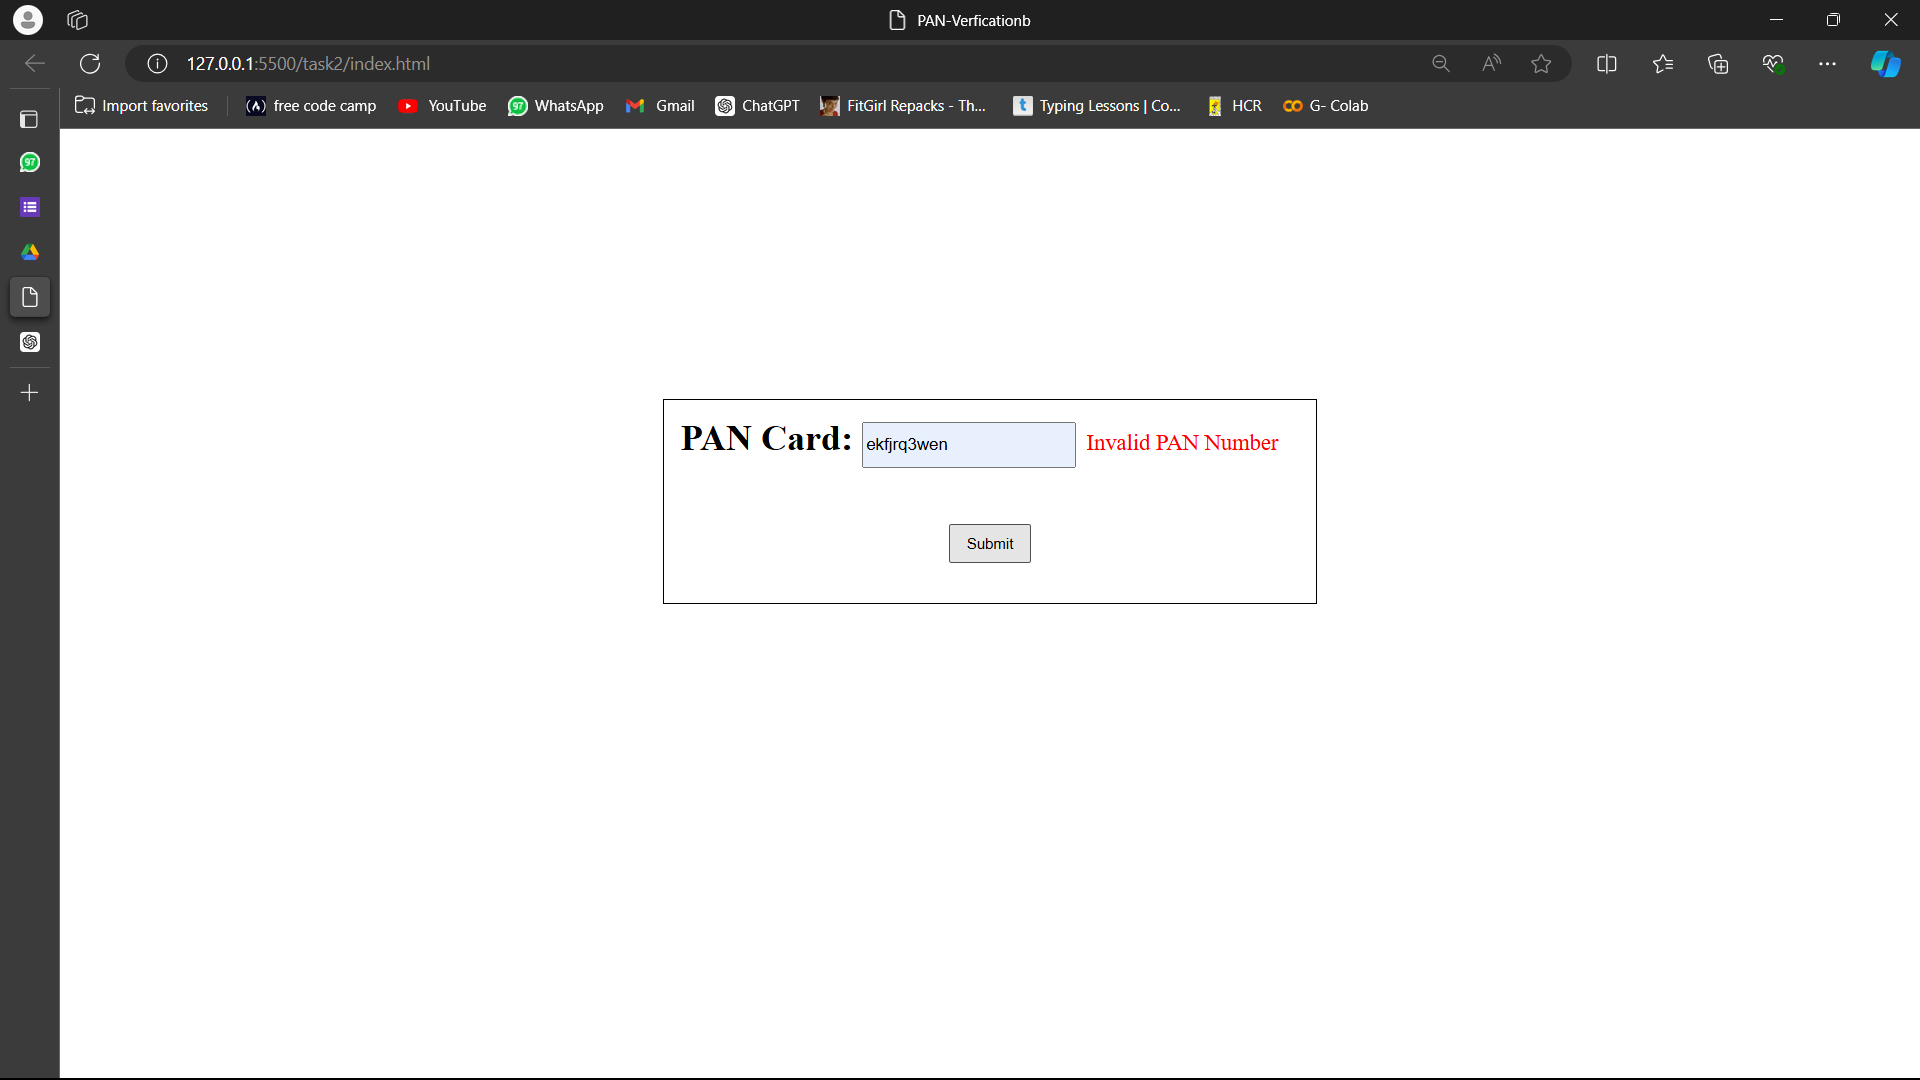 PAN-Verficationb
127.0.0.1:5500/task2/index.html
Import favorites free code camp YouTube WhatsApp Gmail ChatGPT FitGirl Repacks - Th... Typing Lessons | Co... HCR G- Colab
PAN Card: ekfjrq3wen Invalid PAN Number
Submit